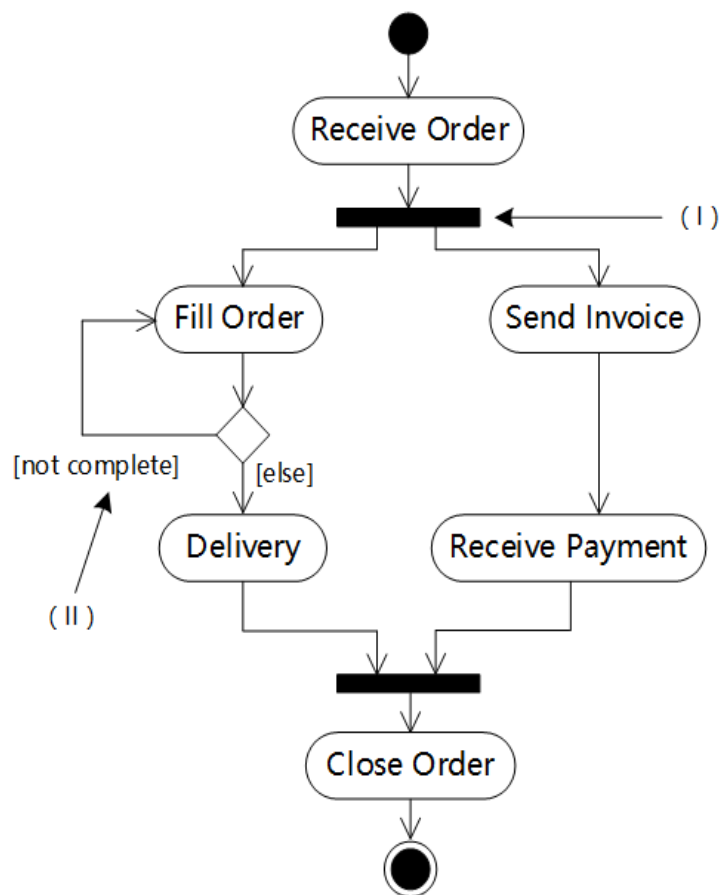 Receive Order
( I )
Fill Order
Send Invoice
[not complete]
[else]
Delivery
Receive Payment
( II )
Close Order